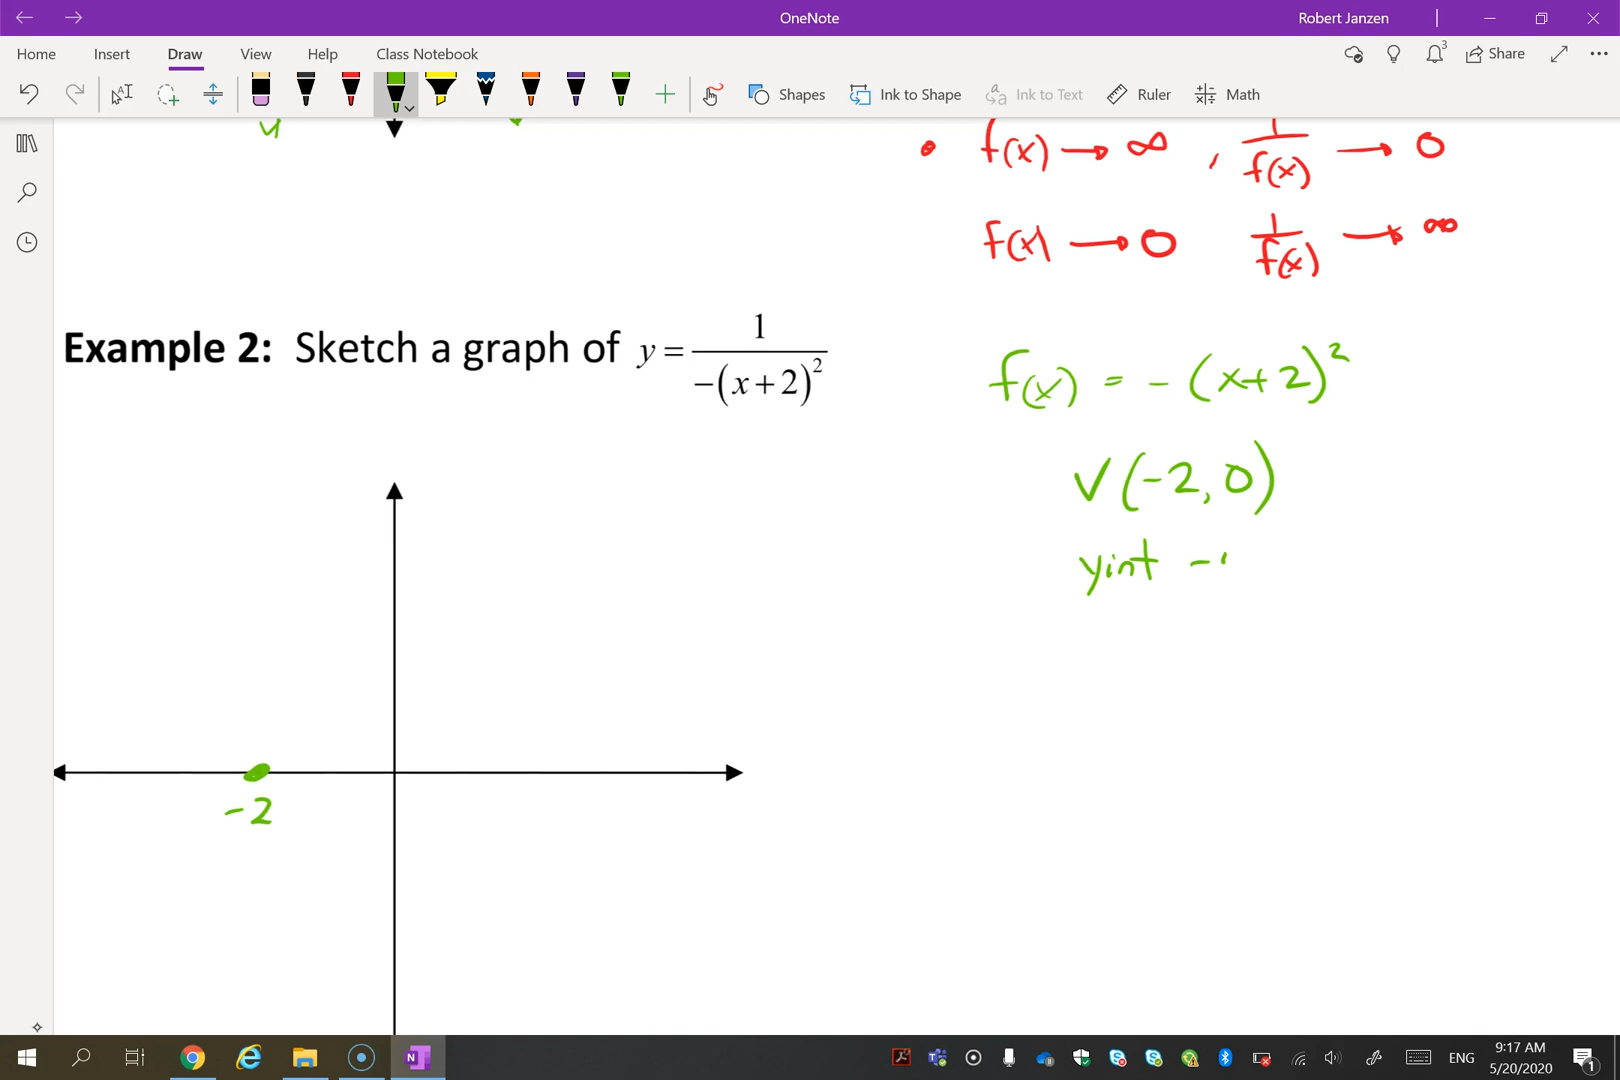 OneNote
Robert Janzen
Home Insert Draw View Help Class Notebook
3
Share
Shapes Ink to Shape Ink to Text Ruler Math
y
• f(x) → ∞ , 1/f(x) → 0
f(x) → 0 1/f(x) → ∞
Example 2: Sketch a graph of y = 1/-(x+2)²
f(x) = -(x+2)²
V(-2,0)
yint -
-2
ENG
9:17 AM
5/20/2020
1